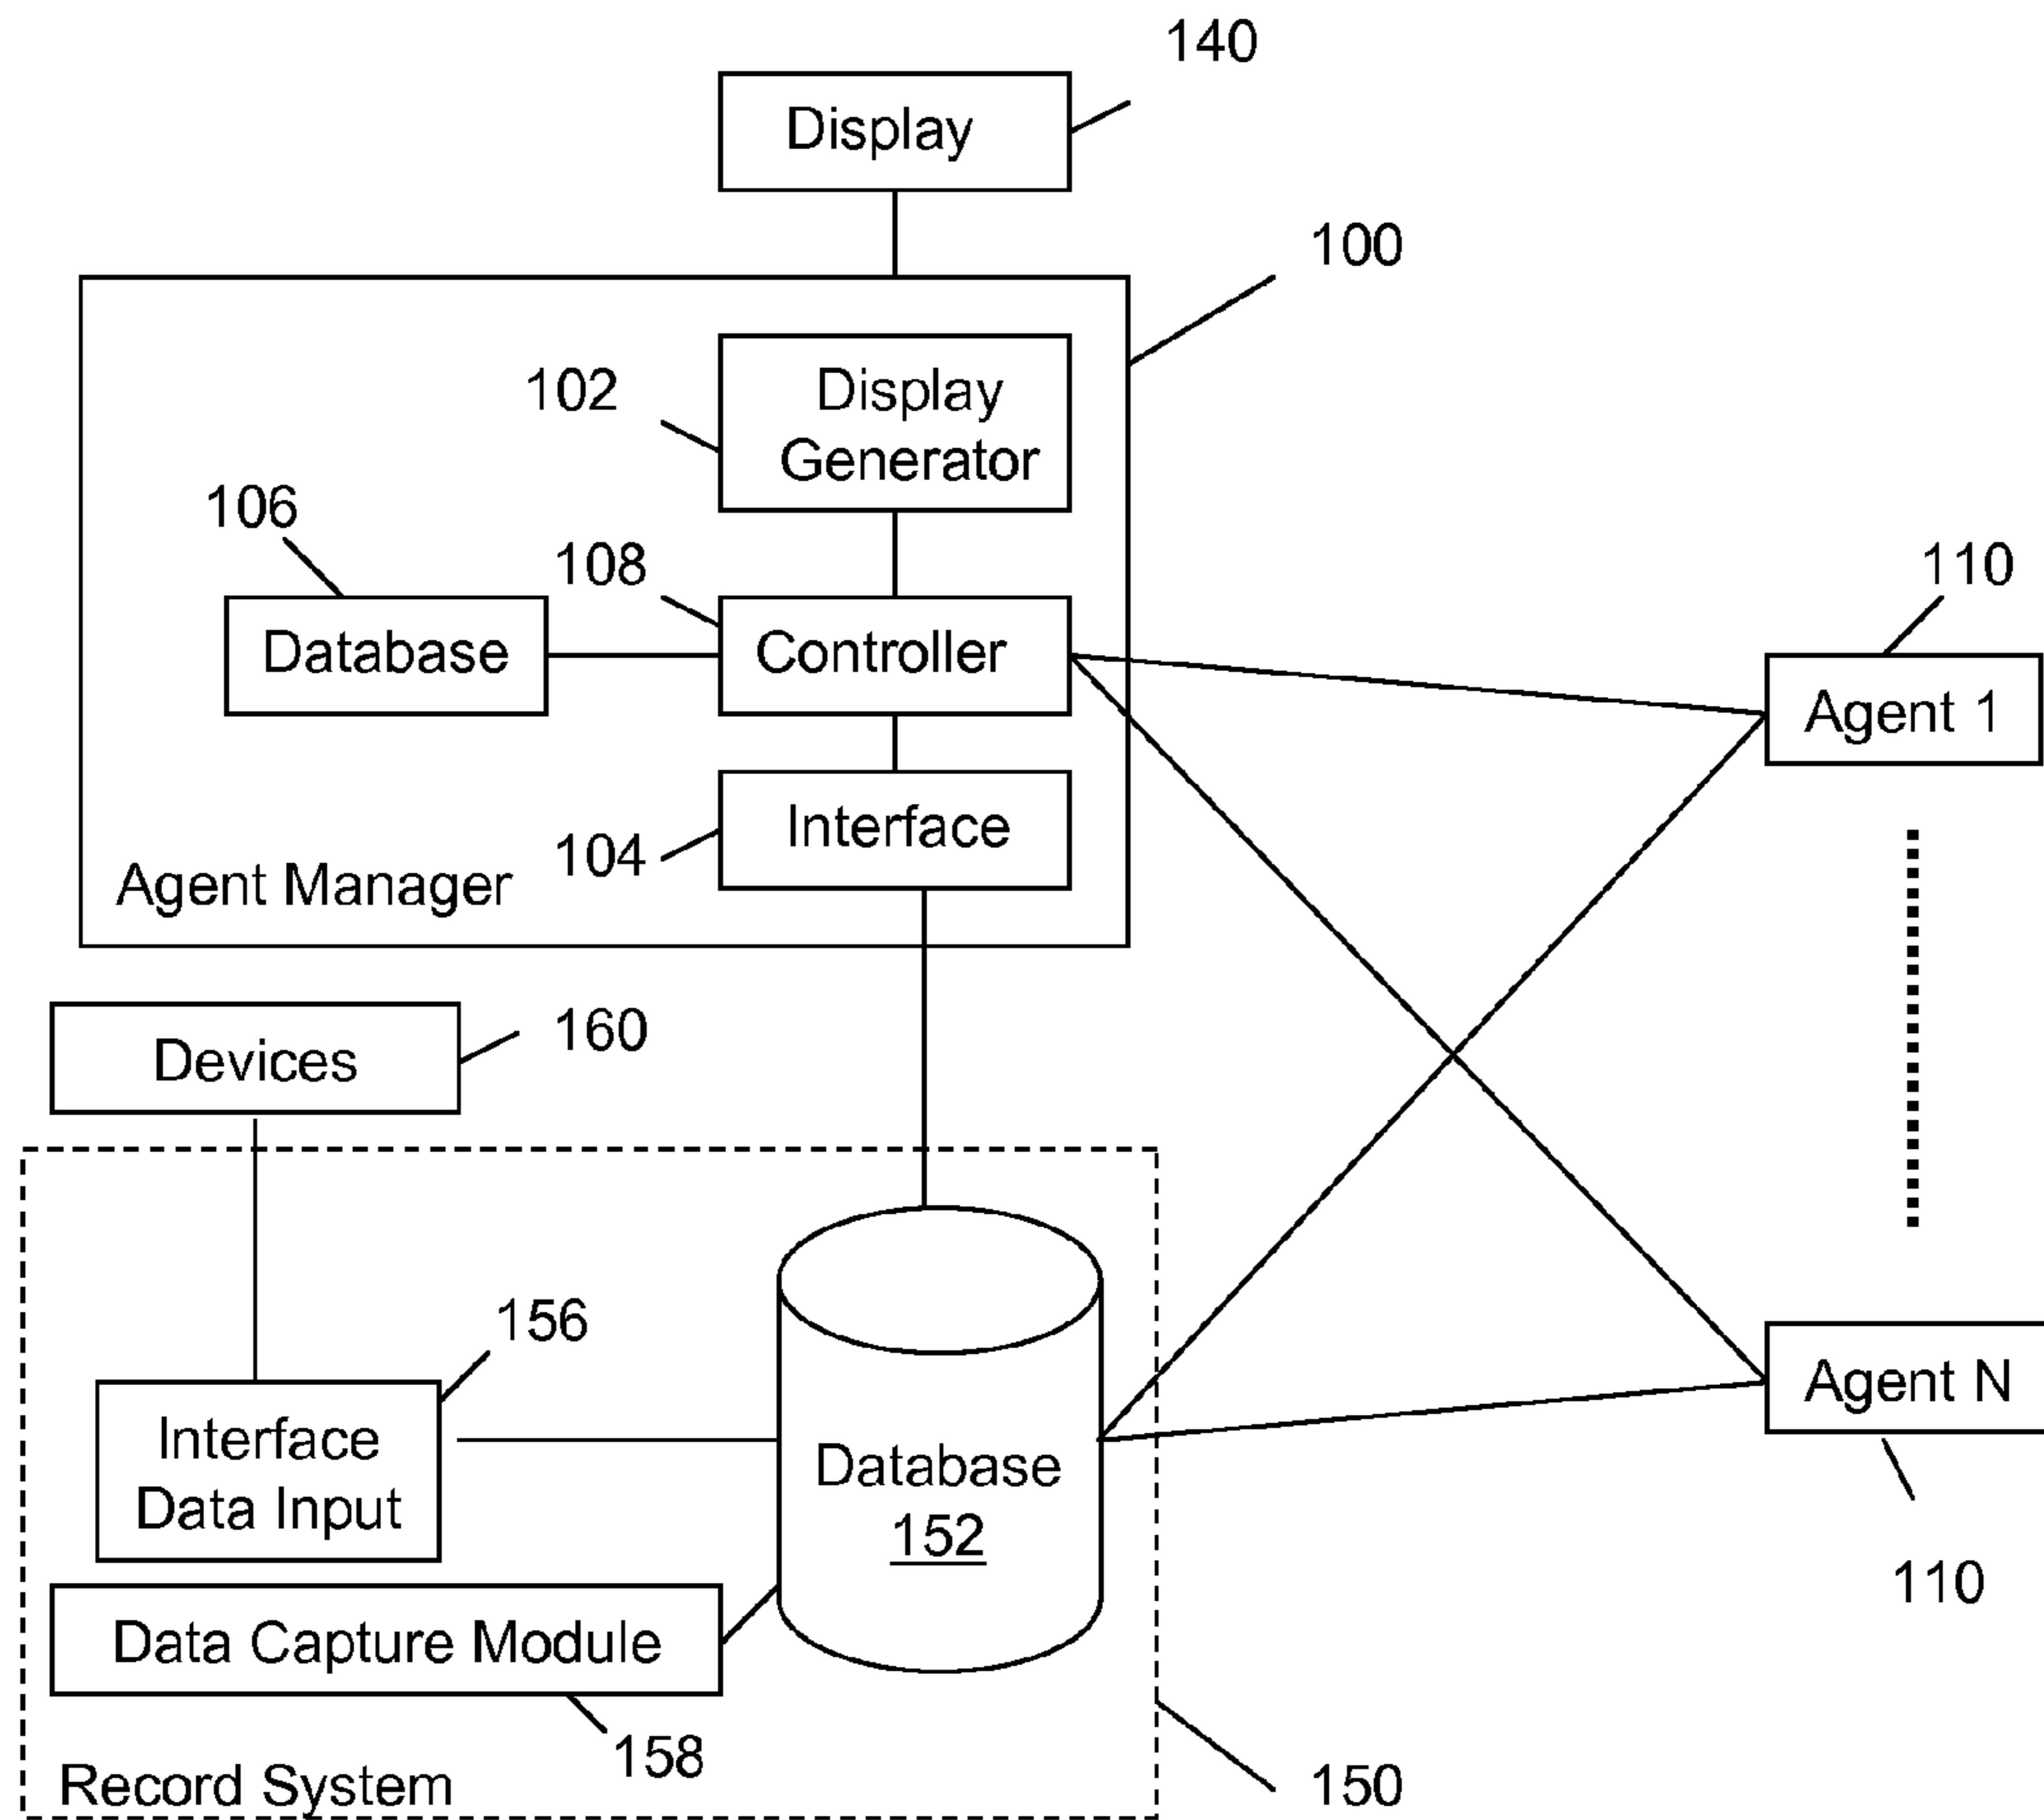 140
Display
100
102
Display
Generator
106
108
110
Database
Controller
Agent 1
Interface
104
Agent Manager
Devices
160
156
Agent N
Interface
Data Input
Database
152
110
Data Capture Module
158
Record System
150